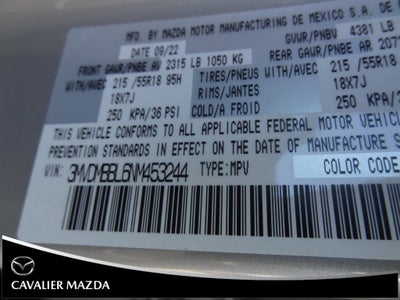 MFD. BY MAZDA MOTOR MANUFACTURING DE MEXICO S.A. DE
DATE 09/22 GVWR/PNBV 4381 LB
FRONT GAWR/PNBE AV 2315 LB 1050 KG REAR GAWR/PNBE AR 207
WITH/AVEC 215 /55R18 95H TIRES/PNEUS WITH/AVEC 215 /55R18
18X7J RIMS/JANTES 18X7J
250 KPA/36 PSI COLD/A FROID 250 KPA/3
THIS VEHICLE CONFORMS TO ALL APPLICABLE FEDERAL MOTOR VEHICLE
PREVENTION STANDARDS IN EFFECT ON THE DATE OF MANUFACTURE S
VIN: 3MVDMBBL6NM453244 TYPE:MPV COLOR CODE
CAVALIER MAZDA